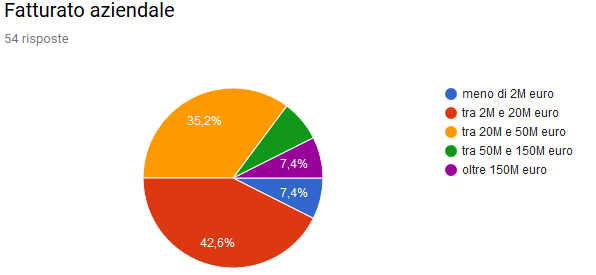 Fatturato aziendale
54 risposte
35,2%
7,4%
7,4%
42,6%
meno di 2M euro
tra 2M e 20M euro
tra 20M e 50M euro
tra 50M e 150M euro
oltre 150M euro